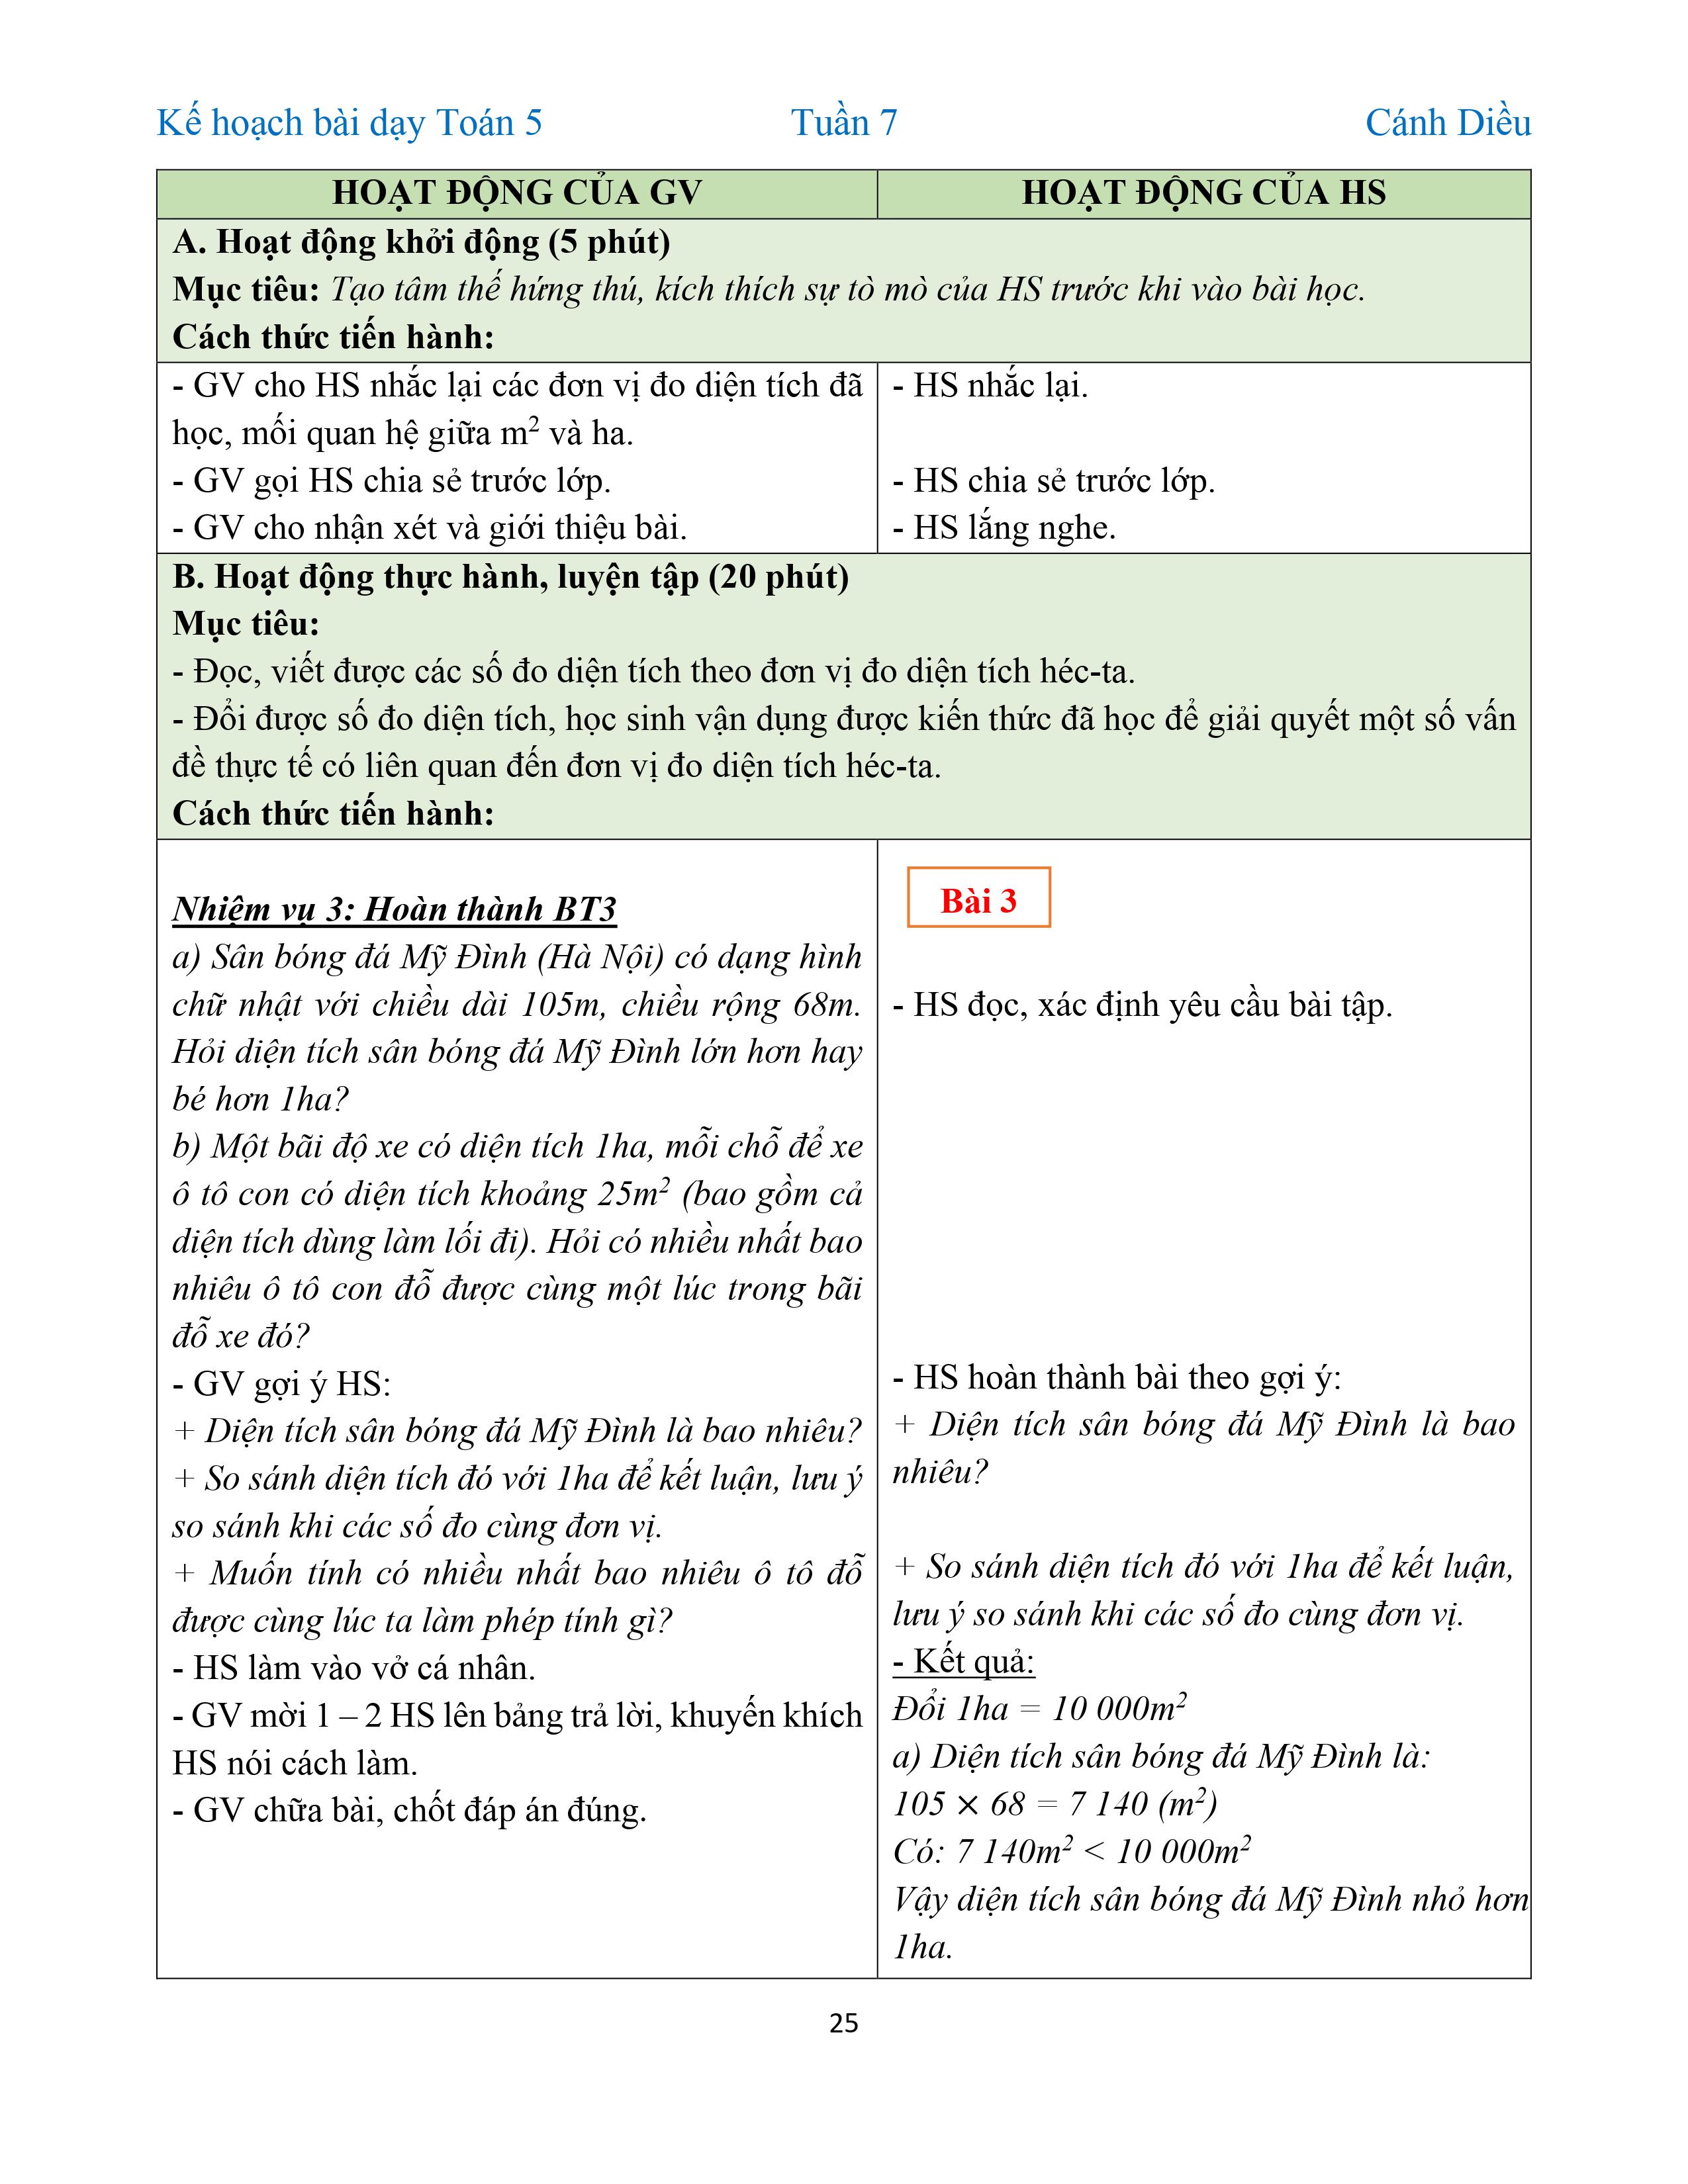 Kế hoạch bài dạy Toán 5 Tuần 7 Cánh Diều
HOẠT ĐỘNG CỦA GV HOẠT ĐỘNG CỦA HS
A. Hoạt động khởi động (5 phút)
Mục tiêu: Tạo tâm thế hứng thú, kích thích sự tò mò của HS trước khi vào bài học.
Cách thức tiến hành:
- GV cho HS nhắc lại các đơn vị đo diện tích đã
học, mối quan hệ giữa m² và ha.
- GV gọi HS chia sẻ trước lớp.
- GV cho nhận xét và giới thiệu bài.
- HS nhắc lại.
- HS chia sẻ trước lớp.
- HS lắng nghe.
B. Hoạt động thực hành, luyện tập (20 phút)
Mục tiêu:
- Đọc, viết được các số đo diện tích theo đơn vị đo diện tích héc-ta.
- Đổi được số đo diện tích, học sinh vận dụng được kiến thức đã học để giải quyết một số vấn
đề thực tế có liên quan đến đơn vị đo diện tích héc-ta.
Cách thức tiến hành:
Nhiệm vụ 3: Hoàn thành BT3
a) Sân bóng đá Mỹ Đình (Hà Nội) có dạng hình
chữ nhật với chiều dài 105m, chiều rộng 68m.
Hỏi diện tích sân bóng đá Mỹ Đình lớn hơn hay
bé hơn 1ha?
b) Một bãi độ xe có diện tích 1ha, mỗi chỗ để xe
ô tô con có diện tích khoảng 25m² (bao gồm cả
diện tích dùng làm lối đi). Hỏi có nhiều nhất bao
nhiêu ô tô con đỗ được cùng một lúc trong bãi
đỗ xe đó?
- GV gợi ý HS:
+ Diện tích sân bóng đá Mỹ Đình là bao nhiêu?
+ So sánh diện tích đó với 1ha để kết luận, lưu ý
so sánh khi các số đo cùng đơn vị.
+ Muốn tính có nhiều nhất bao nhiêu ô tô đỗ
được cùng lúc ta làm phép tính gì?
- HS làm vào vở cá nhân.
- GV mời 1 – 2 HS lên bảng trả lời, khuyến khích
HS nói cách làm.
- GV chữa bài, chốt đáp án đúng.
Bài 3
- HS đọc, xác định yêu cầu bài tập.
- HS hoàn thành bài theo gợi ý:
+ Diện tích sân bóng đá Mỹ Đình là bao
nhiêu?
+ So sánh diện tích đó với 1ha để kết luận,
lưu ý so sánh khi các số đo cùng đơn vị.
- Kết quả:
Đổi 1ha = 10 000m²
a) Diện tích sân bóng đá Mỹ Đình là:
105 × 68 = 7 140 (m²)
Có: 7 140m² < 10 000m²
Vậy diện tích sân bóng đá Mỹ Đình nhỏ hơn
1ha.
25